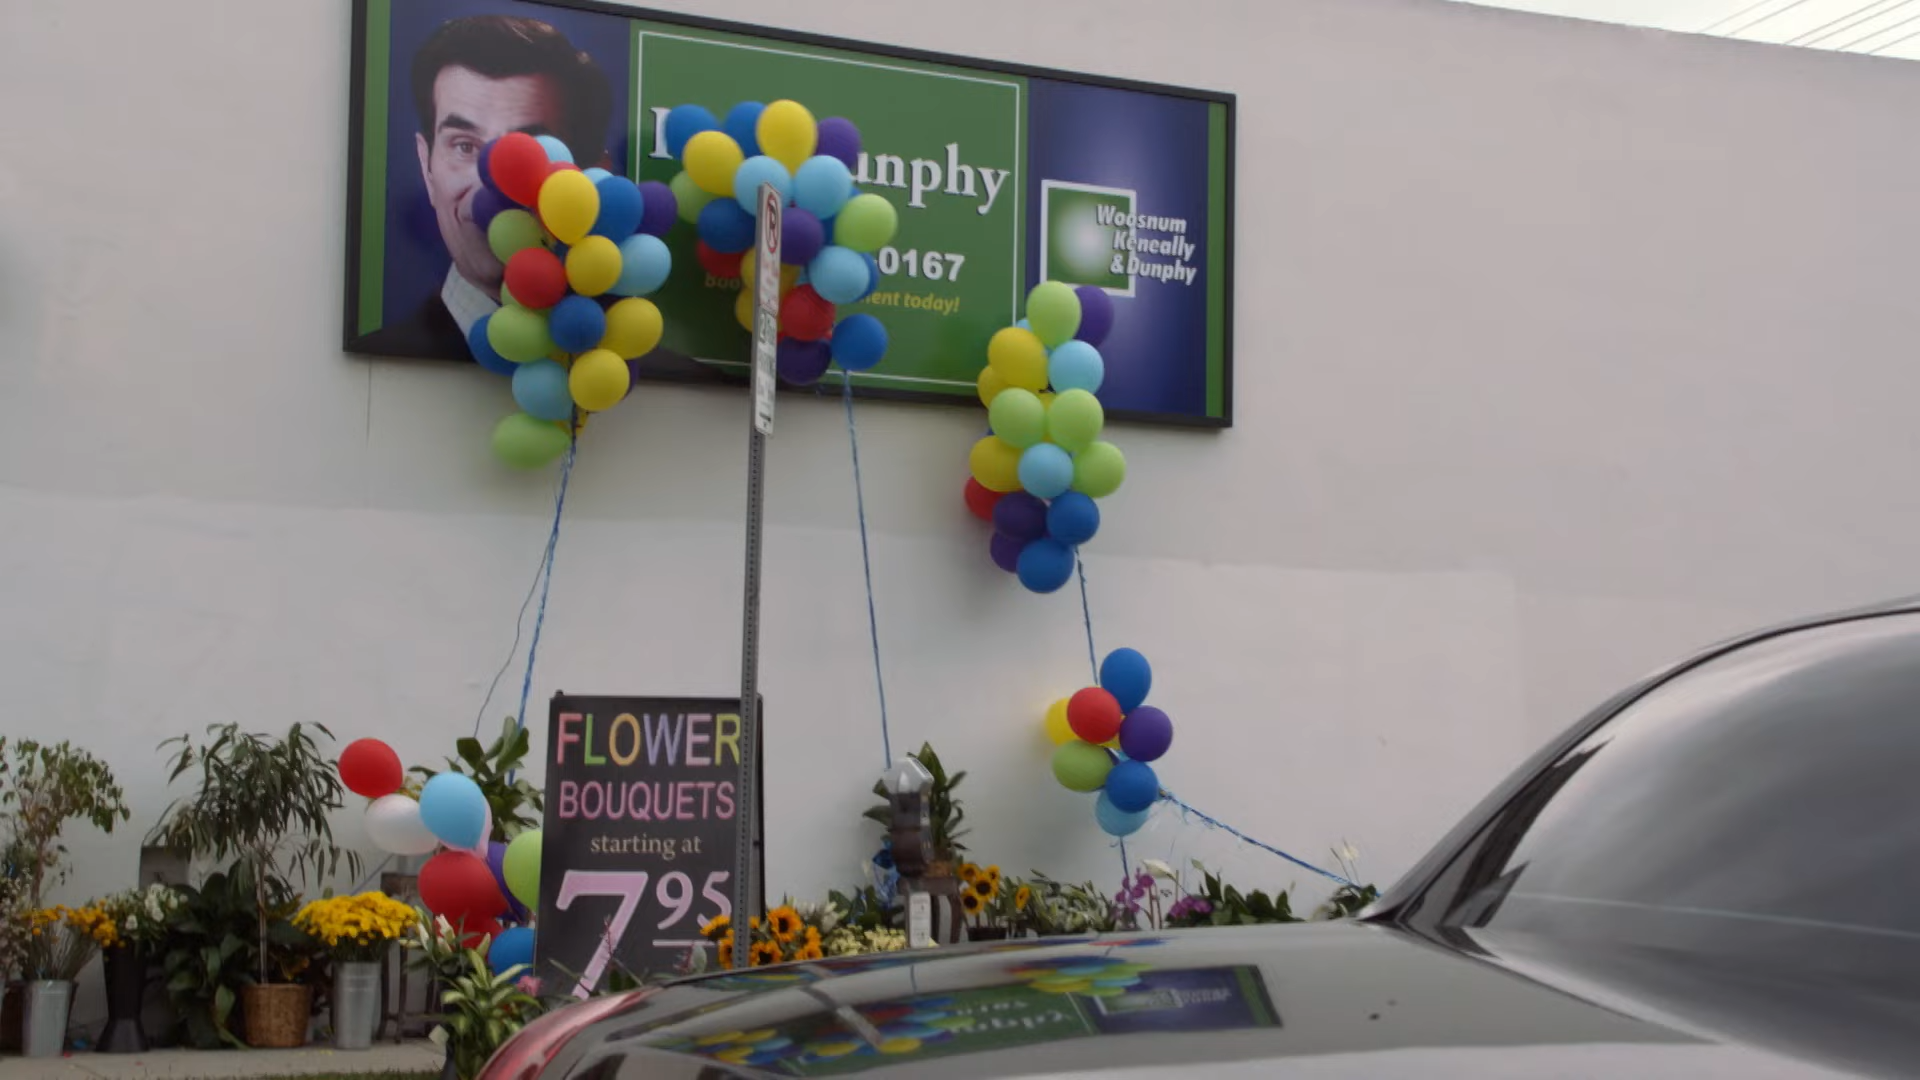 unphy
-0167
ent today!
Woosnum
Keneally
& Dunphy
FLOWER
BOUQUETS
starting at
7 95